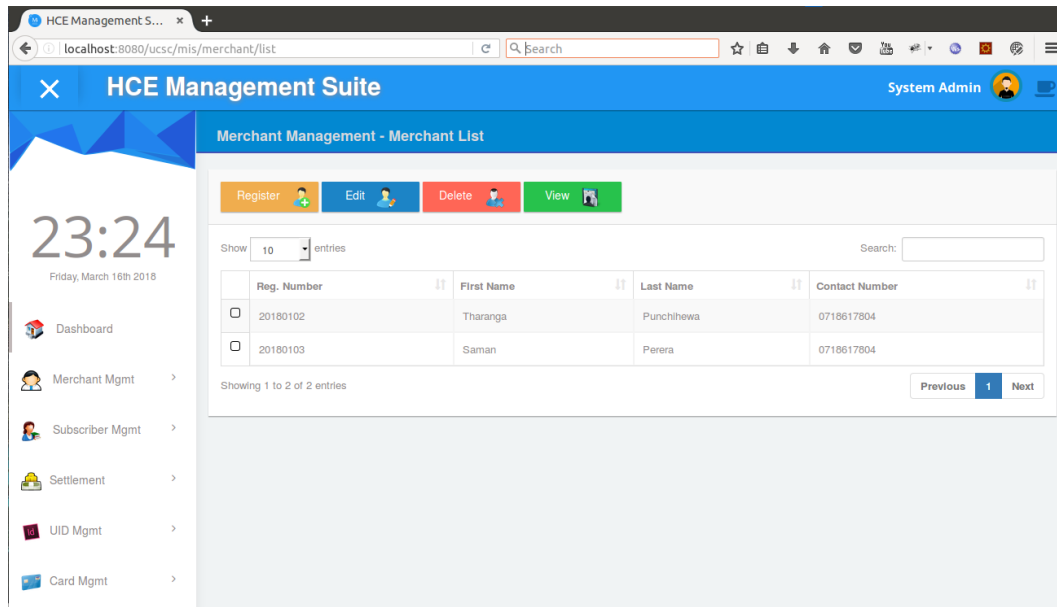 HCE Management S... × +
localhost:8080/ucsc/mis/merchant/list Search
HCE Management Suite System Admin
Merchant Management - Merchant List
Register Edit Delete View
23:24
Friday, March 16th 2018
Show 10 entries Search:
Reg. Number First Name Last Name Contact Number
20180102 Tharanga Punchihewa 0718617804
20180103 Saman Perera 0718617804
Showing 1 to 2 of 2 entries Previous 1 Next
Dashboard
Merchant Mgmt
Subscriber Mgmt
Settlement
Id UID Mgmt
Card Mgmt